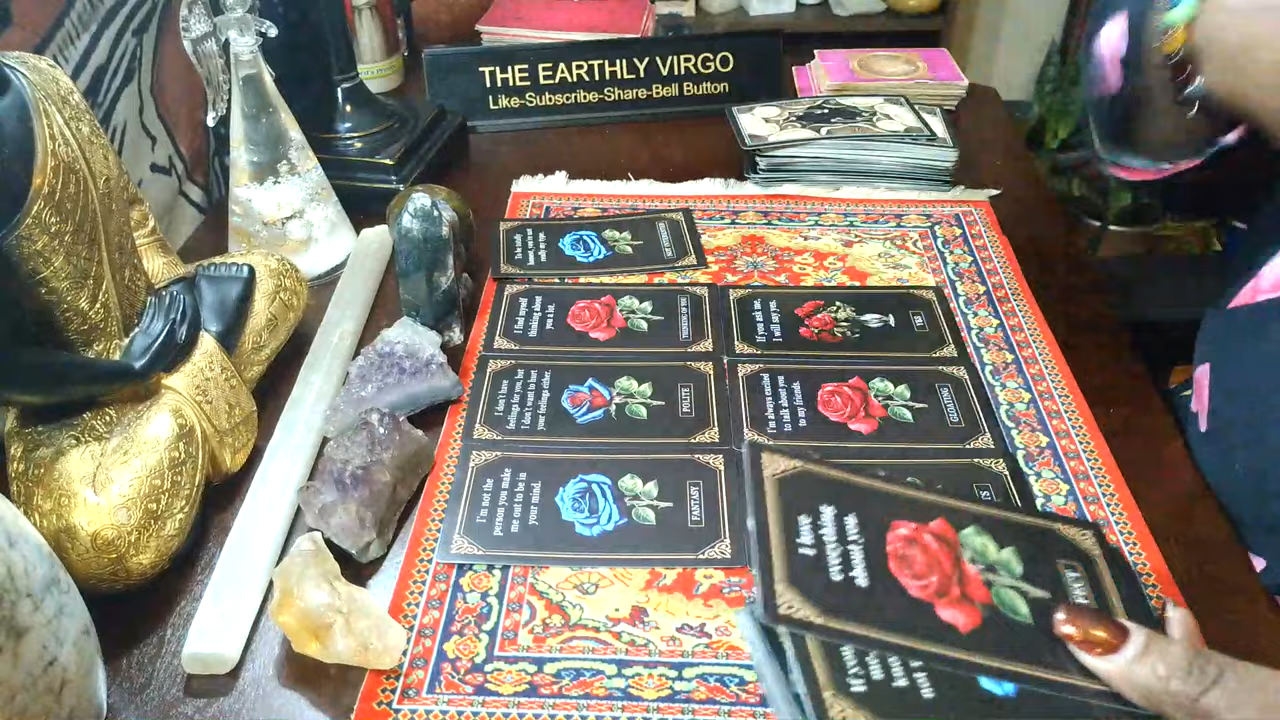 THE EARTHLY VIRGO
Like-Subscribe-Share-Bell Button
I find myself
thinking about
you a lot.
THINKING OF YOU
If you ask me,
I will say yes.
YES
I don't have
feelings for you, but
I don't want to hurt
your feelings either.
POLITE
I'm always excited
to talk about you
to my friends.
GLOATING
I'm not the
person you make
me out to be in
your mind.
FANTASY
I love
everything
about you.
If you
not